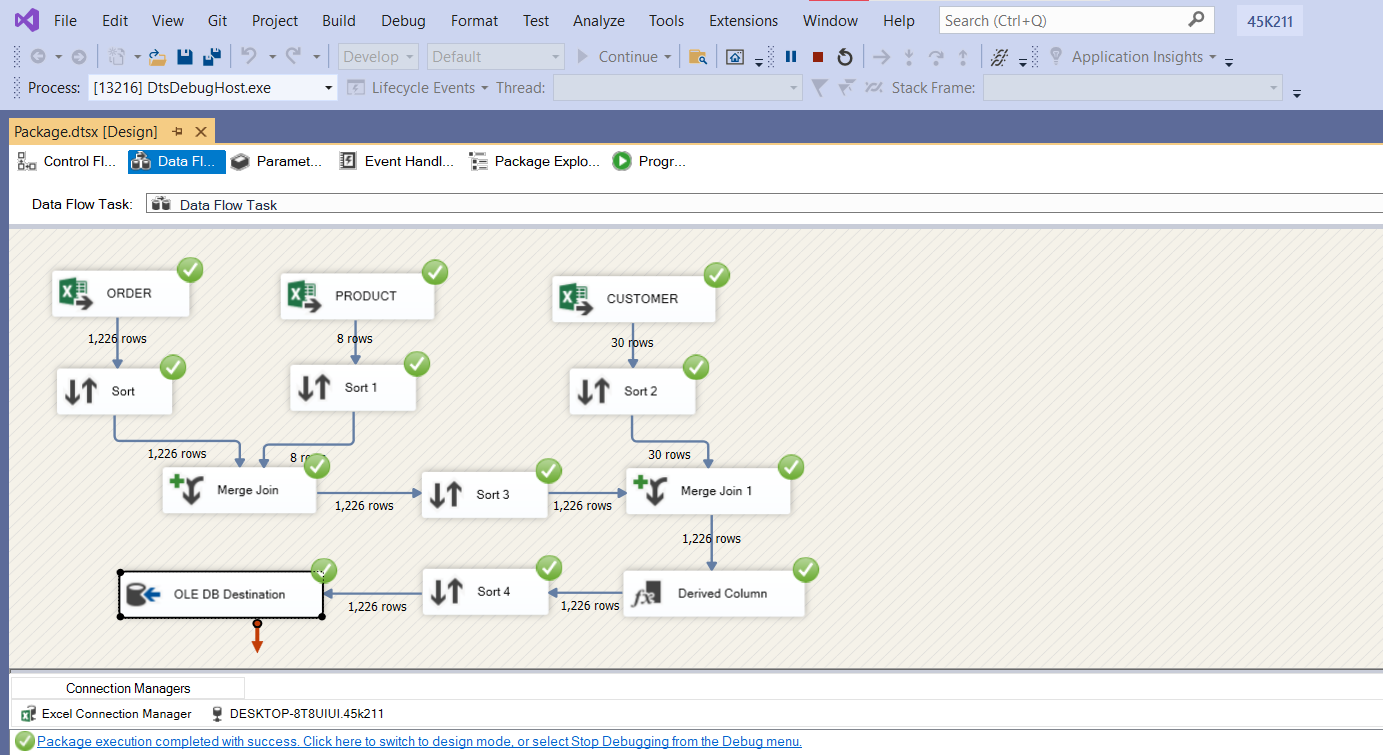 File Edit View Git Project Build Debug Format Test Analyze Tools Extensions Window Help Search (Ctrl+Q) 45K211
Develop Default Continue Application Insights
Process: [13216] DtsDebugHost.exe Lifecycle Events Thread: Stack Frame:
Package.dtsx [Design]
Control Fl... Data Fl... Paramet... Event Handl... Package Explo... Progr...
Data Flow Task: Data Flow Task
ORDER PRODUCT CUSTOMER
1,226 rows 8 rows 30 rows
Sort Sort 1 Sort 2
1,226 rows 8 rows 30 rows
Merge Join Sort 3 Merge Join 1
1,226 rows 1,226 rows
1,226 rows
OLE DB Destination Sort 4 Derived Column
1,226 rows 1,226 rows
Connection Managers
Excel Connection Manager DESKTOP-8T8UIUI.45k211
Package execution completed with success. Click here to switch to design mode, or select Stop Debugging from the Debug menu.